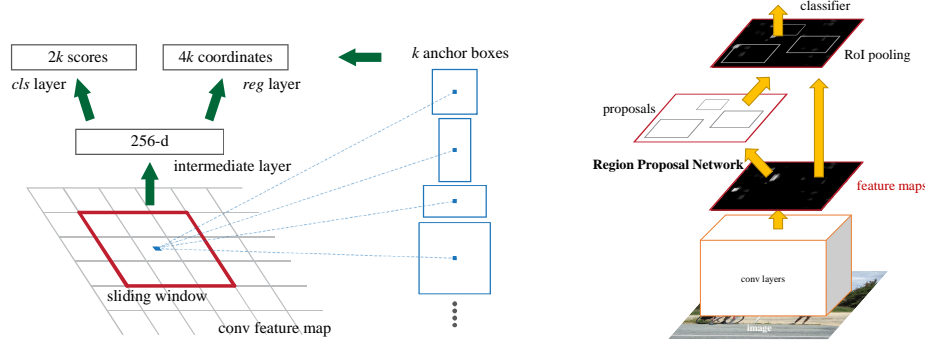 2k scores
4k coordinates
k anchor boxes
cls layer
reg layer
256-d
intermediate layer
sliding window
conv feature map
classifier
RoI pooling
proposals
Region Proposal Network
feature maps
conv layers
image